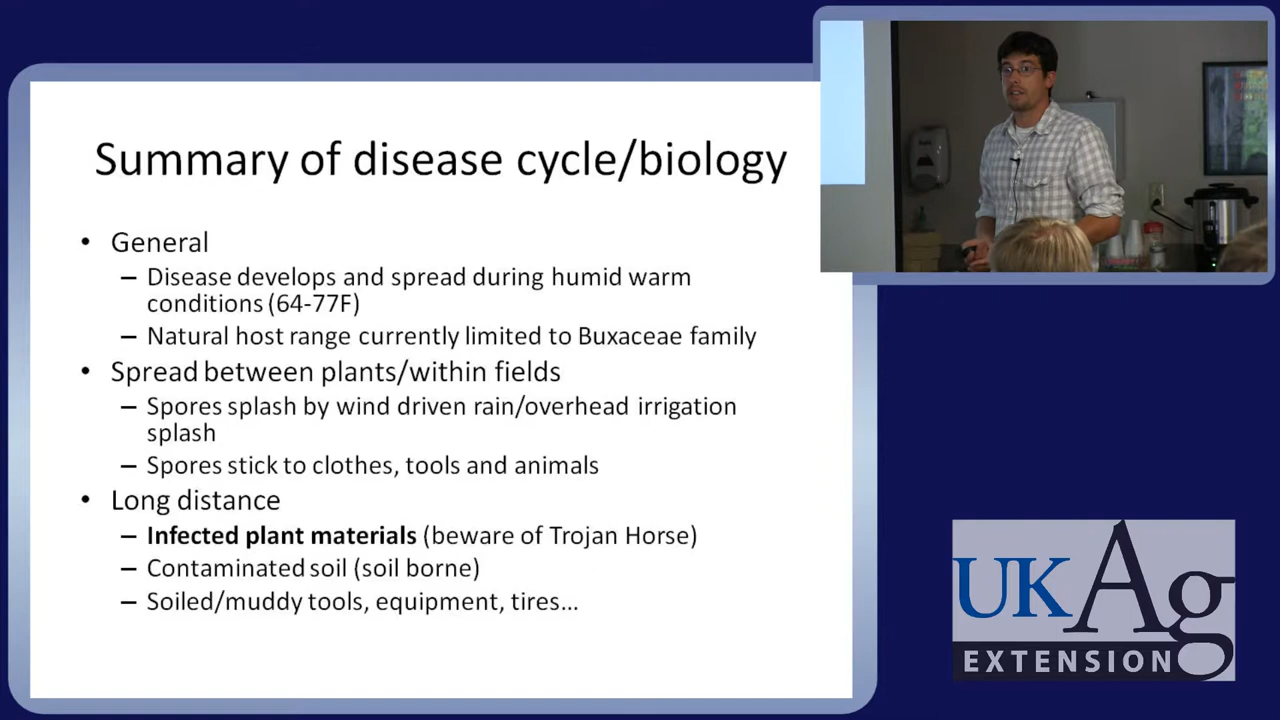 Summary of disease cycle/biology
• General
– Disease develops and spread during humid warm
conditions (64-77F)
– Natural host range currently limited to Buxaceae family
• Spread between plants/within fields
– Spores splash by wind driven rain/overhead irrigation
splash
– Spores stick to clothes, tools and animals
• Long distance
– Infected plant materials (beware of Trojan Horse)
– Contaminated soil (soil borne)
– Soiled/muddy tools, equipment, tires…
UKAg
EXTENSION